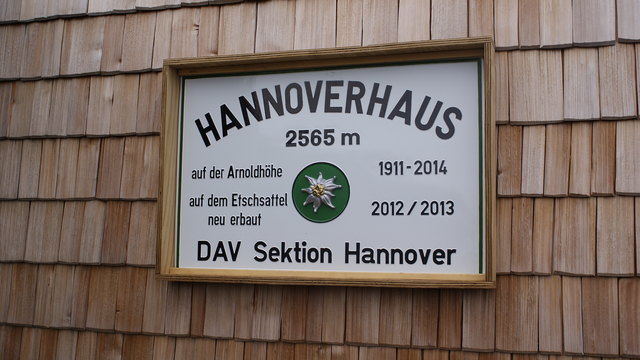 HANNOVERHAUS
2565 m
auf der Arnoldhöhe 1911-2014
auf dem Etschsattel
neu erbaut 2012/2013
DAV Sektion Hannover